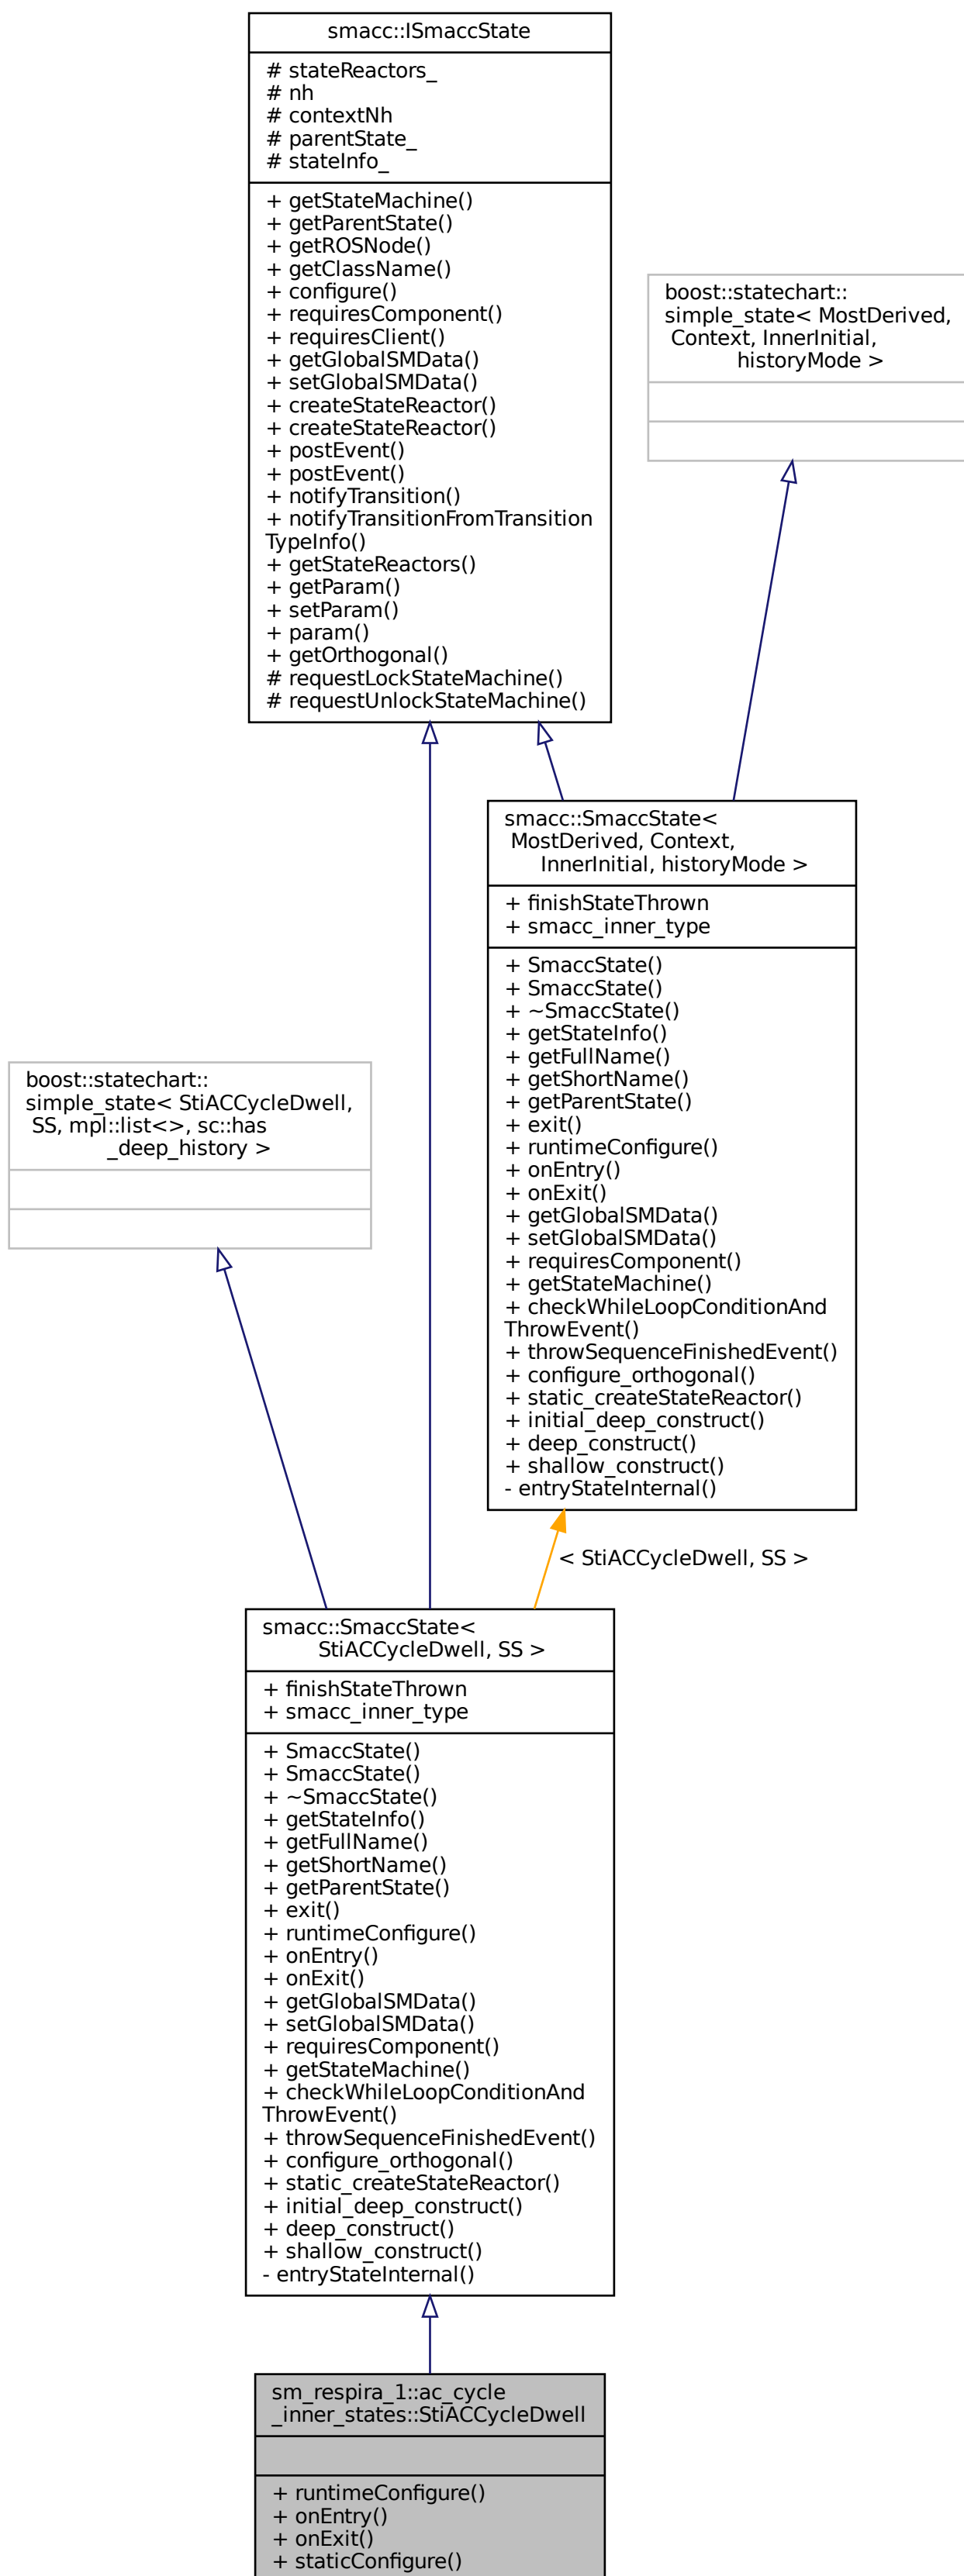 smacc::ISmaccState
# stateReactors_
# nh
# contextNh
# parentState_
# stateInfo_
+ getStateMachine()
+ getParentState()
+ getROSNode()
+ getClassName()
+ configure()
+ requiresComponent()
+ requiresClient()
+ getGlobalSMData()
+ setGlobalSMData()
+ createStateReactor()
+ createStateReactor()
+ postEvent()
+ postEvent()
+ notifyTransition()
+ notifyTransitionFromTransition
TypeInfo()
+ getStateReactors()
+ getParam()
+ setParam()
+ param()
+ getOrthogonal()
# requestLockStateMachine()
# requestUnlockStateMachine()
boost::statechart::
simple_state< MostDerived,
Context, InnerInitial,
historyMode >
smacc::SmaccState<
MostDerived, Context,
InnerInitial, historyMode >
+ finishStateThrown
+ smacc_inner_type
+ SmaccState()
+ SmaccState()
+ ~SmaccState()
+ getStateInfo()
+ getFullName()
+ getShortName()
+ getParentState()
+ exit()
+ runtimeConfigure()
+ onEntry()
+ onExit()
+ getGlobalSMData()
+ setGlobalSMData()
+ requiresComponent()
+ getStateMachine()
+ checkWhileLoopConditionAnd
ThrowEvent()
+ throwSequenceFinishedEvent()
+ configure_orthogonal()
+ static_createStateReactor()
+ initial_deep_construct()
+ deep_construct()
+ shallow_construct()
- entryStateInternal()
boost::statechart::
simple_state< StiACCycleDwell,
SS, mpl::list<>, sc::has
_deep_history >
< StiACCycleDwell, SS >
smacc::SmaccState<
StiACCycleDwell, SS >
+ finishStateThrown
+ smacc_inner_type
+ SmaccState()
+ SmaccState()
+ ~SmaccState()
+ getStateInfo()
+ getFullName()
+ getShortName()
+ getParentState()
+ exit()
+ runtimeConfigure()
+ onEntry()
+ onExit()
+ getGlobalSMData()
+ setGlobalSMData()
+ requiresComponent()
+ getStateMachine()
+ checkWhileLoopConditionAnd
ThrowEvent()
+ throwSequenceFinishedEvent()
+ configure_orthogonal()
+ static_createStateReactor()
+ initial_deep_construct()
+ deep_construct()
+ shallow_construct()
- entryStateInternal()
sm_respira_1::ac_cycle
_inner_states::StiACCycleDwell
+ runtimeConfigure()
+ onEntry()
+ onExit()
+ staticConfigure()